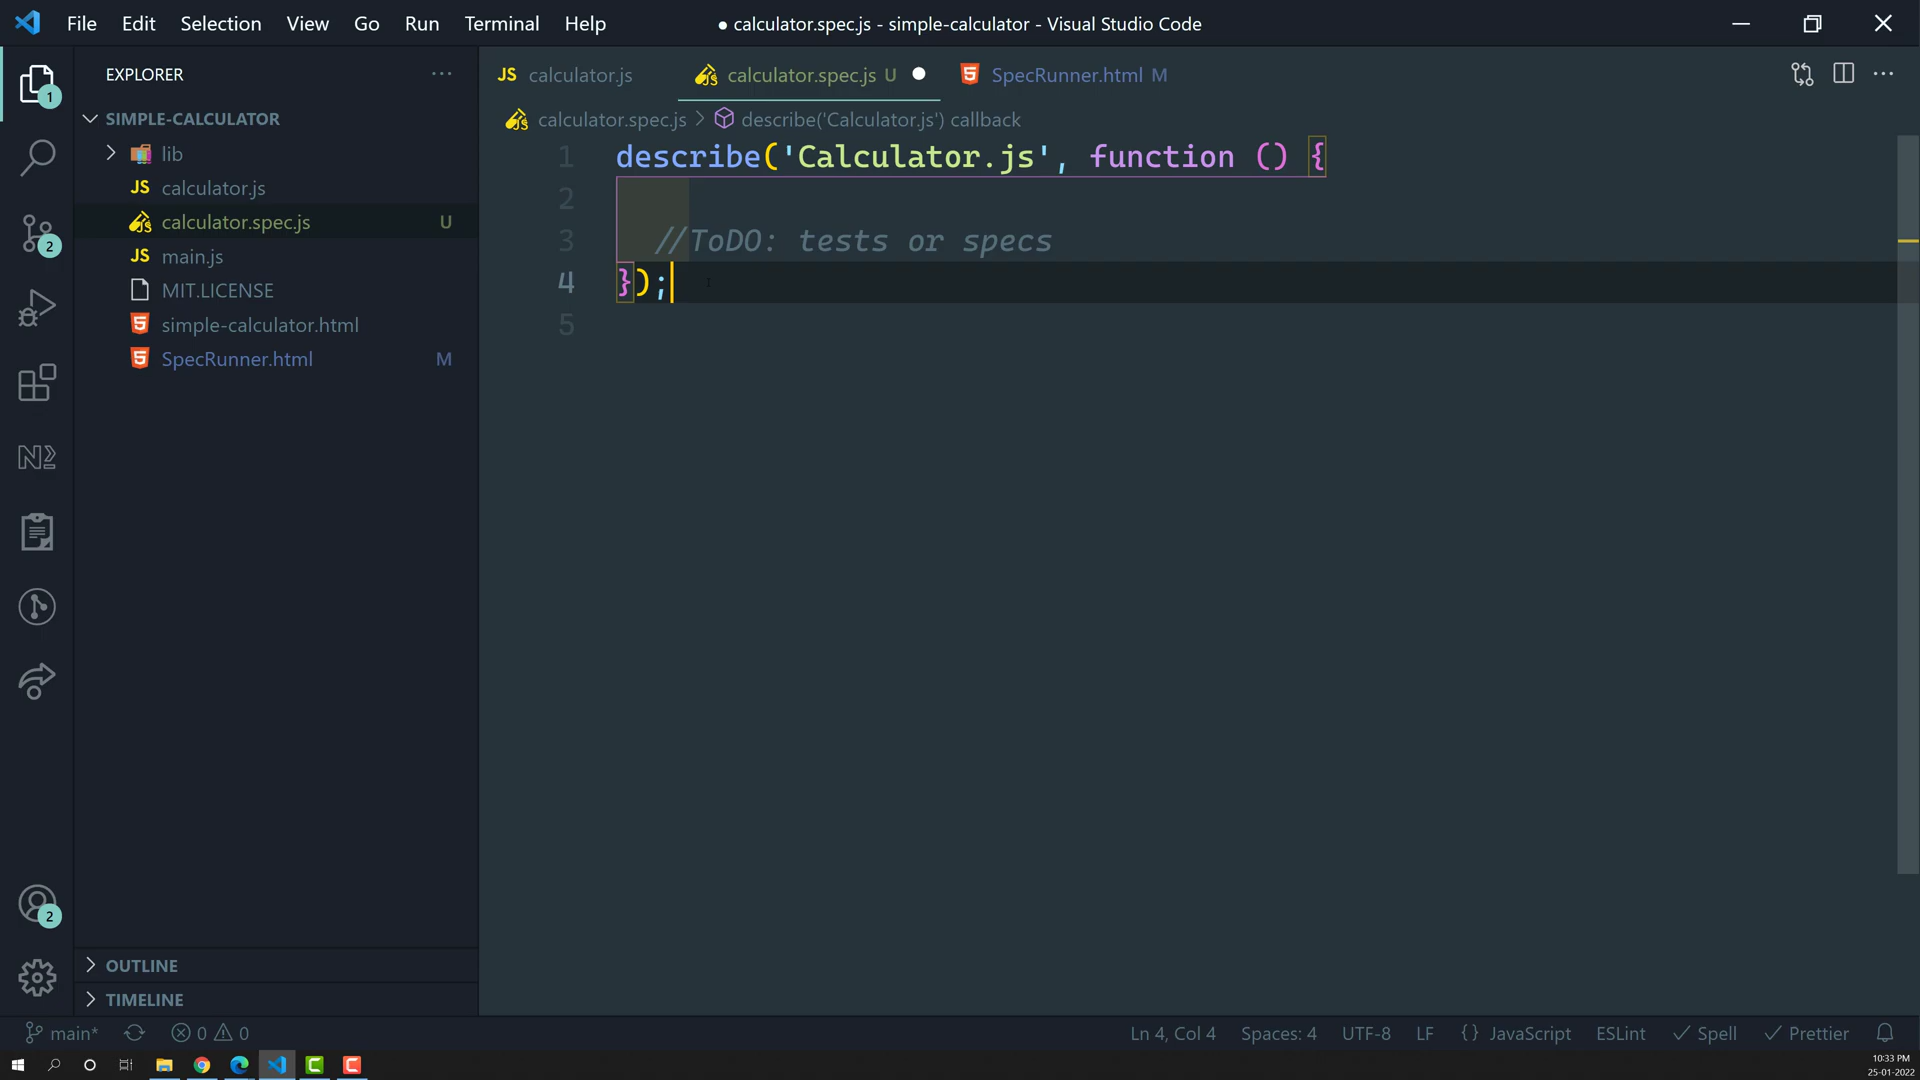 File Edit Selection View Go Run Terminal Help
● calculator.spec.js - simple-calculator - Visual Studio Code
EXPLORER
1
2
2
SIMPLE-CALCULATOR
lib
JS calculator.js
calculator.spec.js U
JS main.js
MIT.LICENSE
simple-calculator.html
SpecRunner.html M
OUTLINE
TIMELINE
JS calculator.js
calculator.spec.js U
SpecRunner.html M
calculator.spec.js > describe('Calculator.js') callback
1 describe('Calculator.js', function () {
2
3 //ToDO: tests or specs
4 });
5
main* 0 0
Ln 4, Col 4 Spaces: 4 UTF-8 LF {} JavaScript ESLint Spell Prettier
10:33 PM
25-01-2022